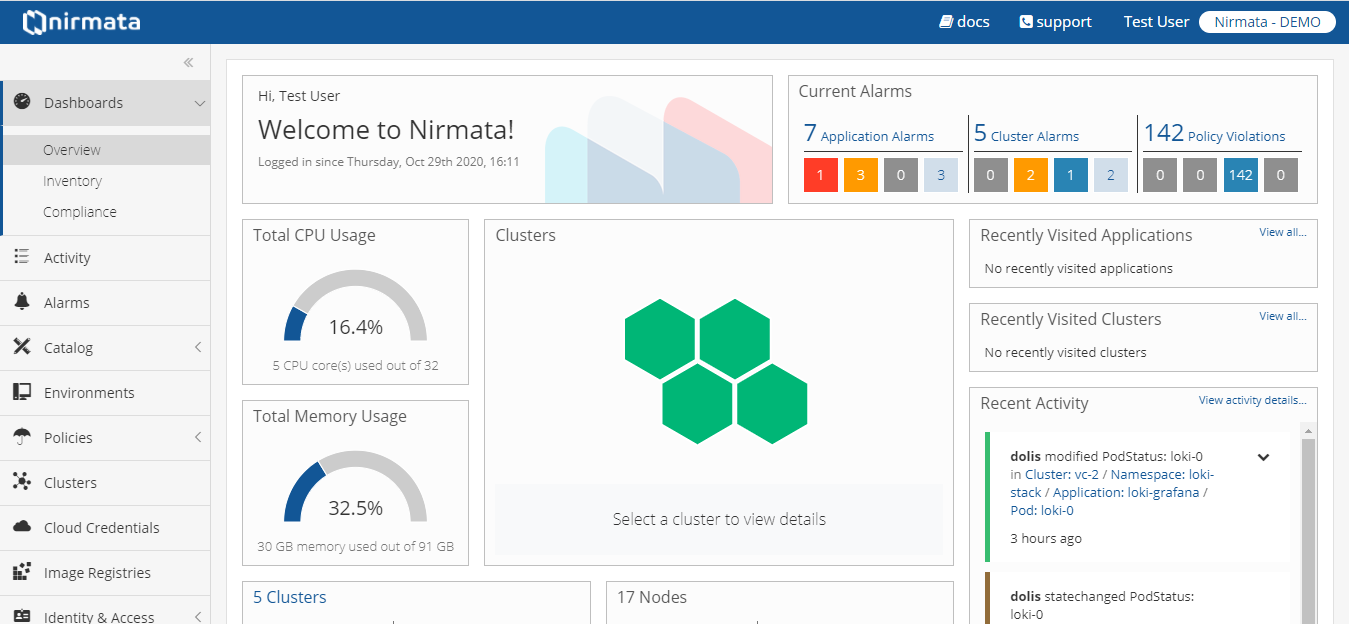 nirmata
docs
support
Test User
Nirmata - DEMO
Dashboards
Overview
Inventory
Compliance
Activity
Alarms
Catalog
Environments
Policies
Clusters
Cloud Credentials
Image Registries
Identity & Access
Hi, Test User
Welcome to Nirmata!
Logged in since Thursday, Oct 29th 2020, 16:11
Current Alarms
7 Application Alarms
1 3 0 3
5 Cluster Alarms
0 2 1 2
142 Policy Violations
0 0 142 0
Total CPU Usage
16.4%
5 CPU core(s) used out of 32
Total Memory Usage
32.5%
30 GB memory used out of 91 GB
Clusters
Select a cluster to view details
Recently Visited Applications
View all...
No recently visited applications
Recently Visited Clusters
View all...
No recently visited clusters
Recent Activity
View activity details...
dolis modified PodStatus: loki-0
in Cluster: vc-2 / Namespace: loki-
stack / Application: loki-grafana /
Pod: loki-0
3 hours ago
dolis statechanged PodStatus:
loki-0
5 Clusters
17 Nodes